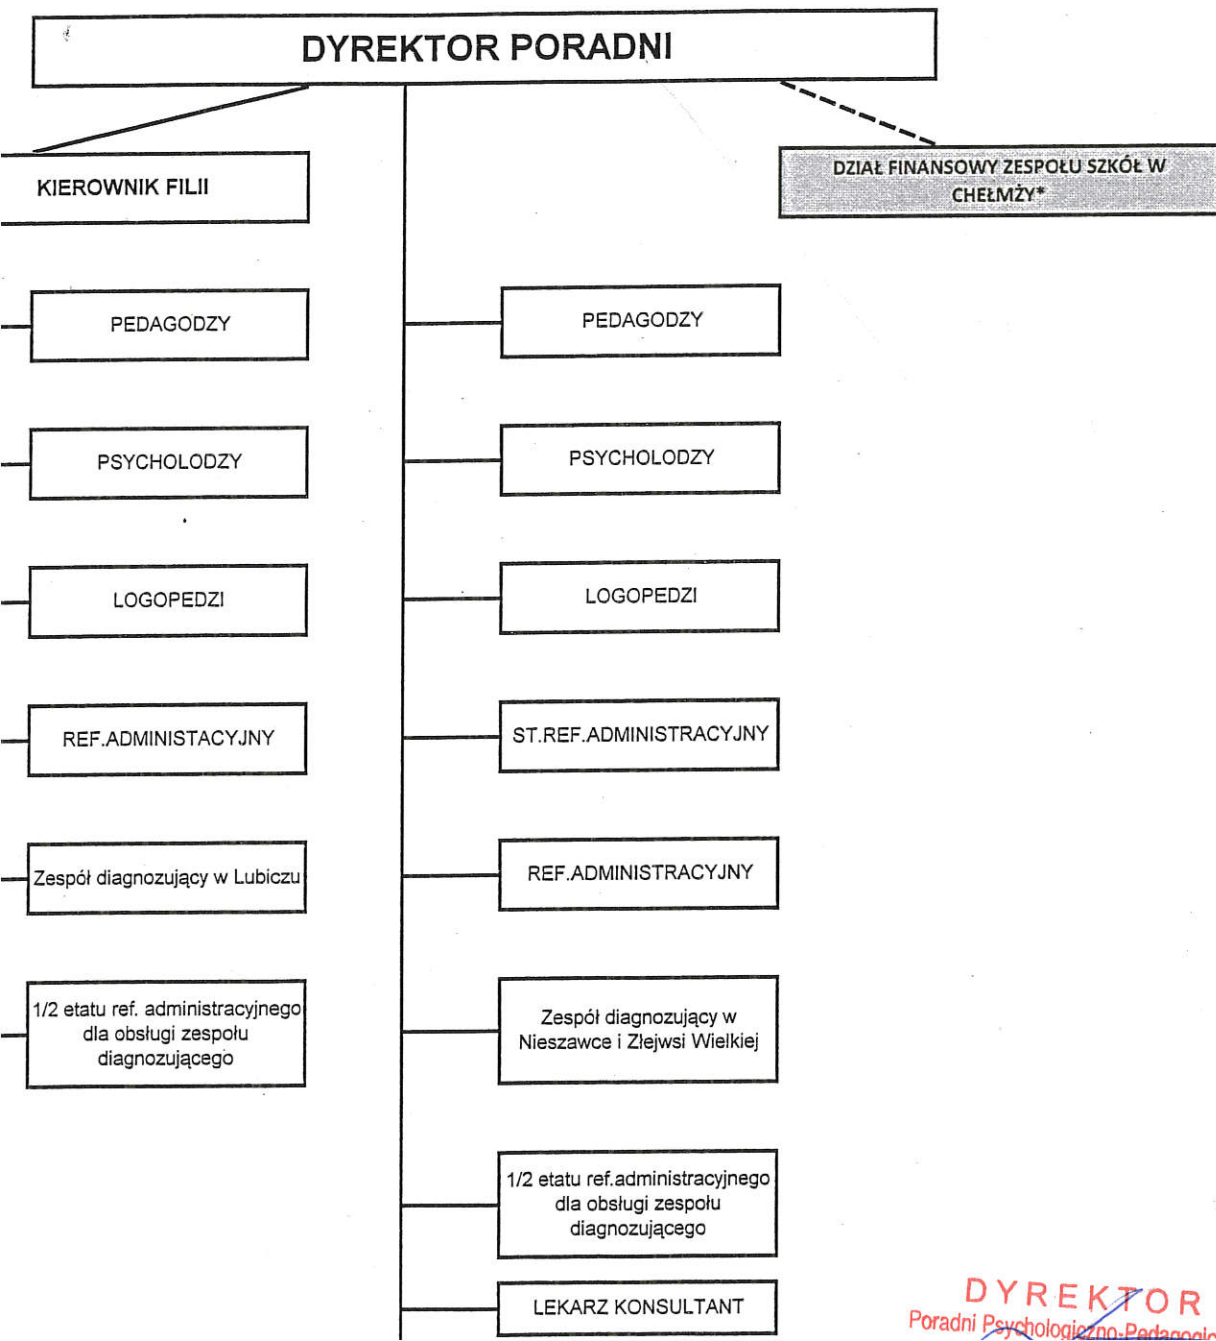 DYREKTOR PORADNI
KIEROWNIK FILII
DZIAŁ FINANSOWY ZESPOŁU SZKÓŁ W
CHEŁMŻY*
PEDAGODZY
PSYCHOLODZY
LOGOPEDZI
REF.ADMINISTACYJNY
Zespół diagnozujący w Lubiczu
1/2 etatu ref. administracyjnego
dla obsługi zespołu
diagnozującego
PEDAGODZY
PSYCHOLODZY
LOGOPEDZI
ST.REF.ADMINISTRACYJNY
REF.ADMINISTRACYJNY
Zespół diagnozujący w
Nieszawce i Złejwsi Wielkiej
1/2 etatu ref.administracyjnego
dla obsługi zespołu
diagnozującego
LEKARZ KONSULTANT
DYREKTOR
Poradni Psychologiczno-Pedagogic